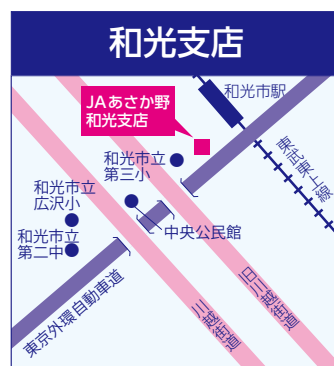 和光支店
和光市駅
JAあさか野
和光支店
東武東上線
和光市立
第三小
和光市立
広沢小
中央公民館
和光市立
第二中
旧川越街道
東京外環自動車道
川越街道